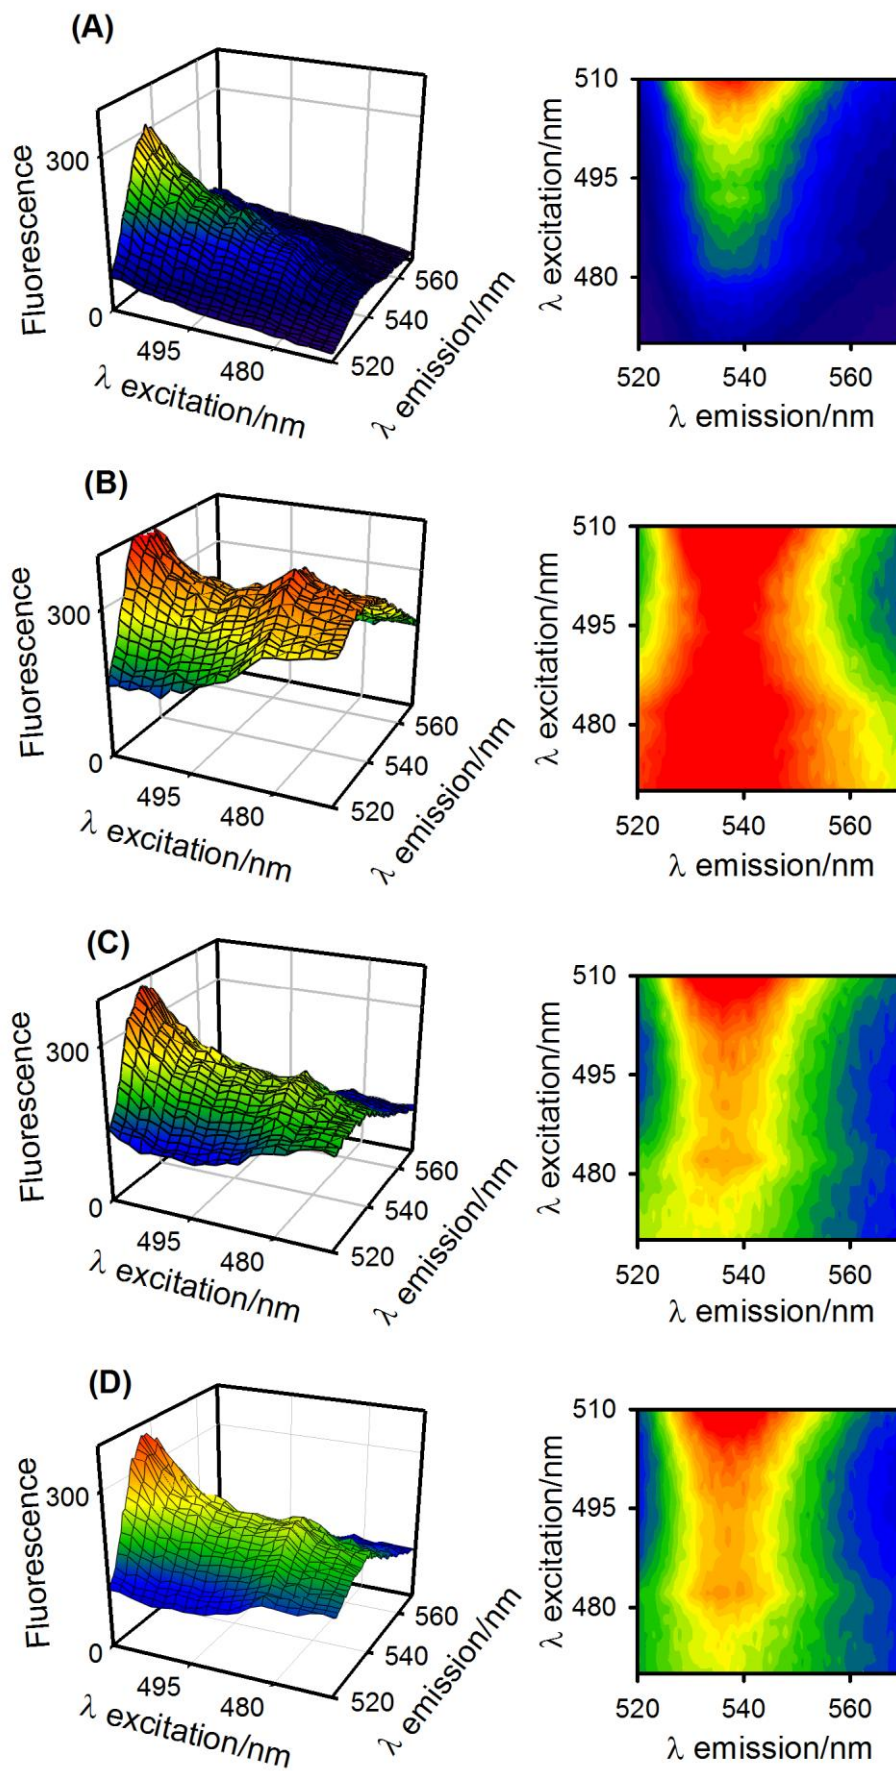 (A)
Fluorescence
300
0
495
480
λ excitation/nm
520
540
560
λ emission/nm
510
495
480
λ excitation/nm
520
540
560
λ emission/nm
(B)
Fluorescence
300
0
495
480
λ excitation/nm
520
540
560
λ emission/nm
510
495
480
λ excitation/nm
520
540
560
λ emission/nm
(C)
Fluorescence
300
0
495
480
λ excitation/nm
520
540
560
λ emission/nm
510
495
480
λ excitation/nm
520
540
560
λ emission/nm
(D)
Fluorescence
300
0
495
480
λ excitation/nm
520
540
560
λ emission/nm
510
495
480
λ excitation/nm
520
540
560
λ emission/nm